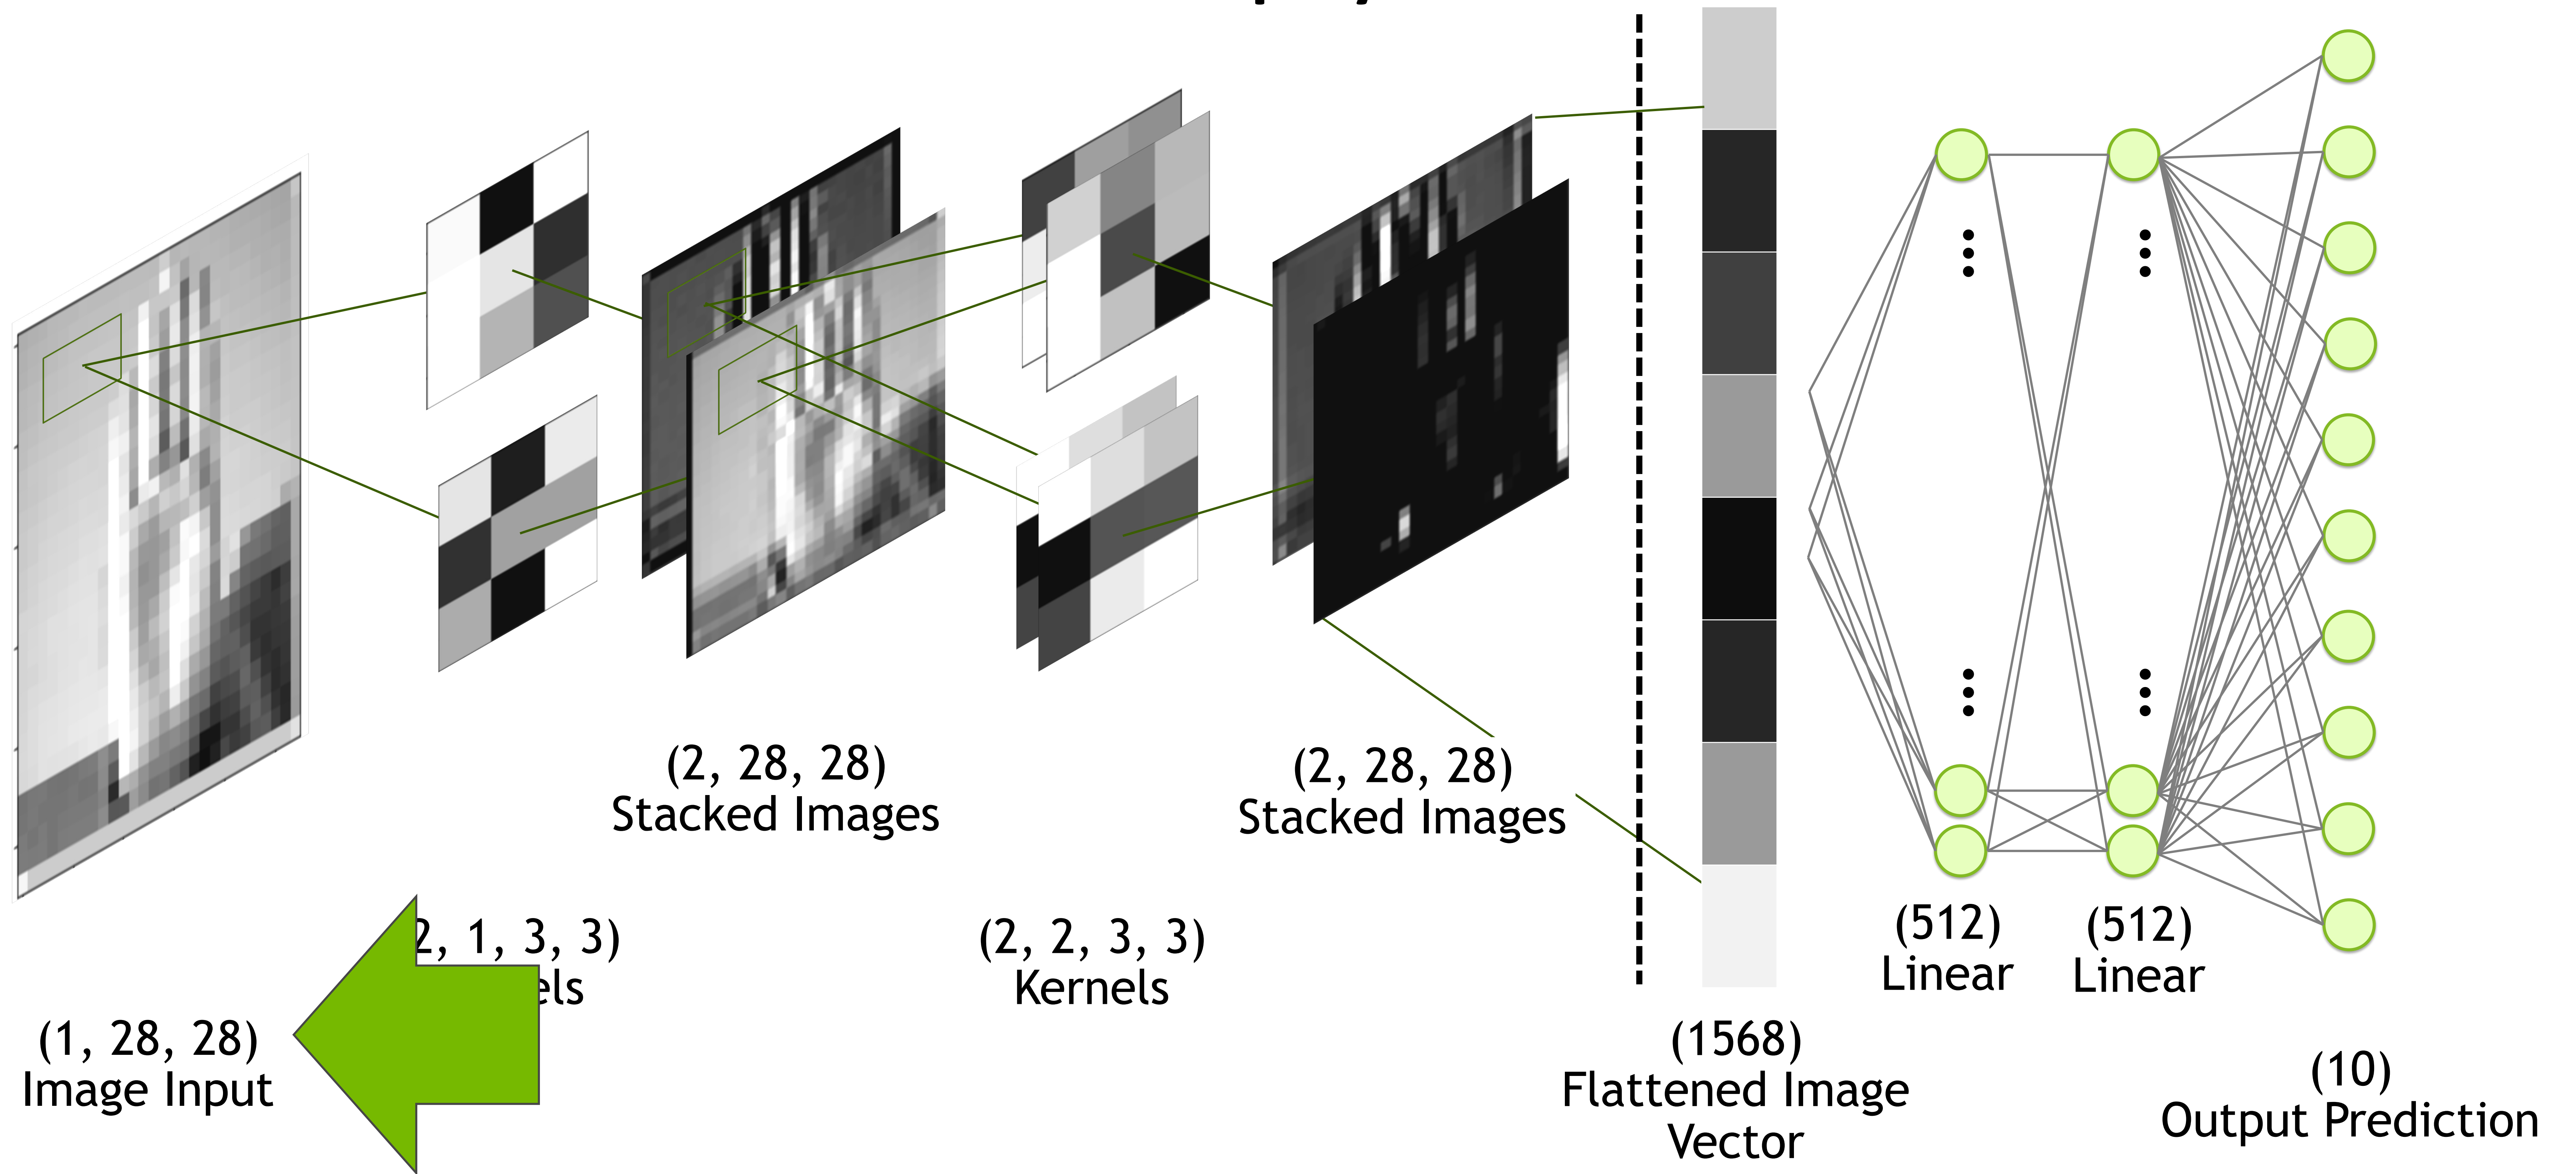 (2, 28, 28)
Stacked Images
(2, 28, 28)
Stacked Images
2, 1, 3, 3)
els
(2, 2, 3, 3)
Kernels
(512)
Linear
(512)
Linear
(1, 28, 28)
Image Input
(1568)
Flattened Image
Vector
(10)
Output Prediction